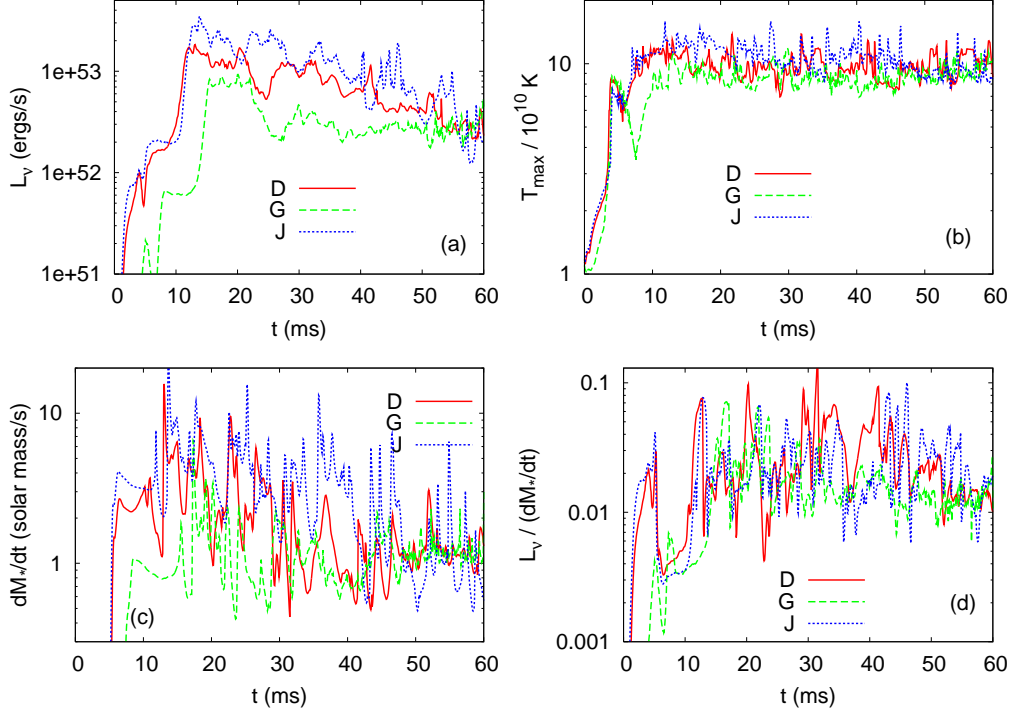 (a)
L_ν (ergs/s)
1e+53
1e+52
1e+51
D
G
J
0 10 20 30 40 50 60
t (ms)
(b)
T_max / 10^10 K
10
1
D
G
J
0 10 20 30 40 50 60
t (ms)
(c)
dM_*/dt (solar mass/s)
10
1
D
G
J
0 10 20 30 40 50 60
t (ms)
(d)
L_ν / (dM_*/dt)
0.1
0.01
0.001
D
G
J
0 10 20 30 40 50 60
t (ms)